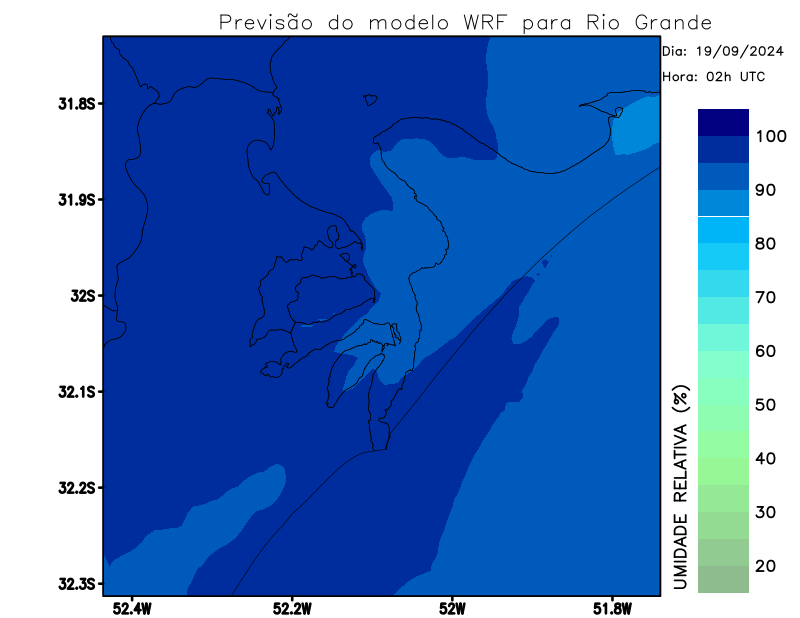 Previsão do modelo WRF para Rio Grande
Dia: 19/09/2024
Hora: 02h UTC
31.8S
31.9S
32S
32.1S
32.2S
32.3S
52.4W
52.2W
52W
51.8W
100
90
80
70
60
50
40
30
20
UMIDADE RELATIVA (%)